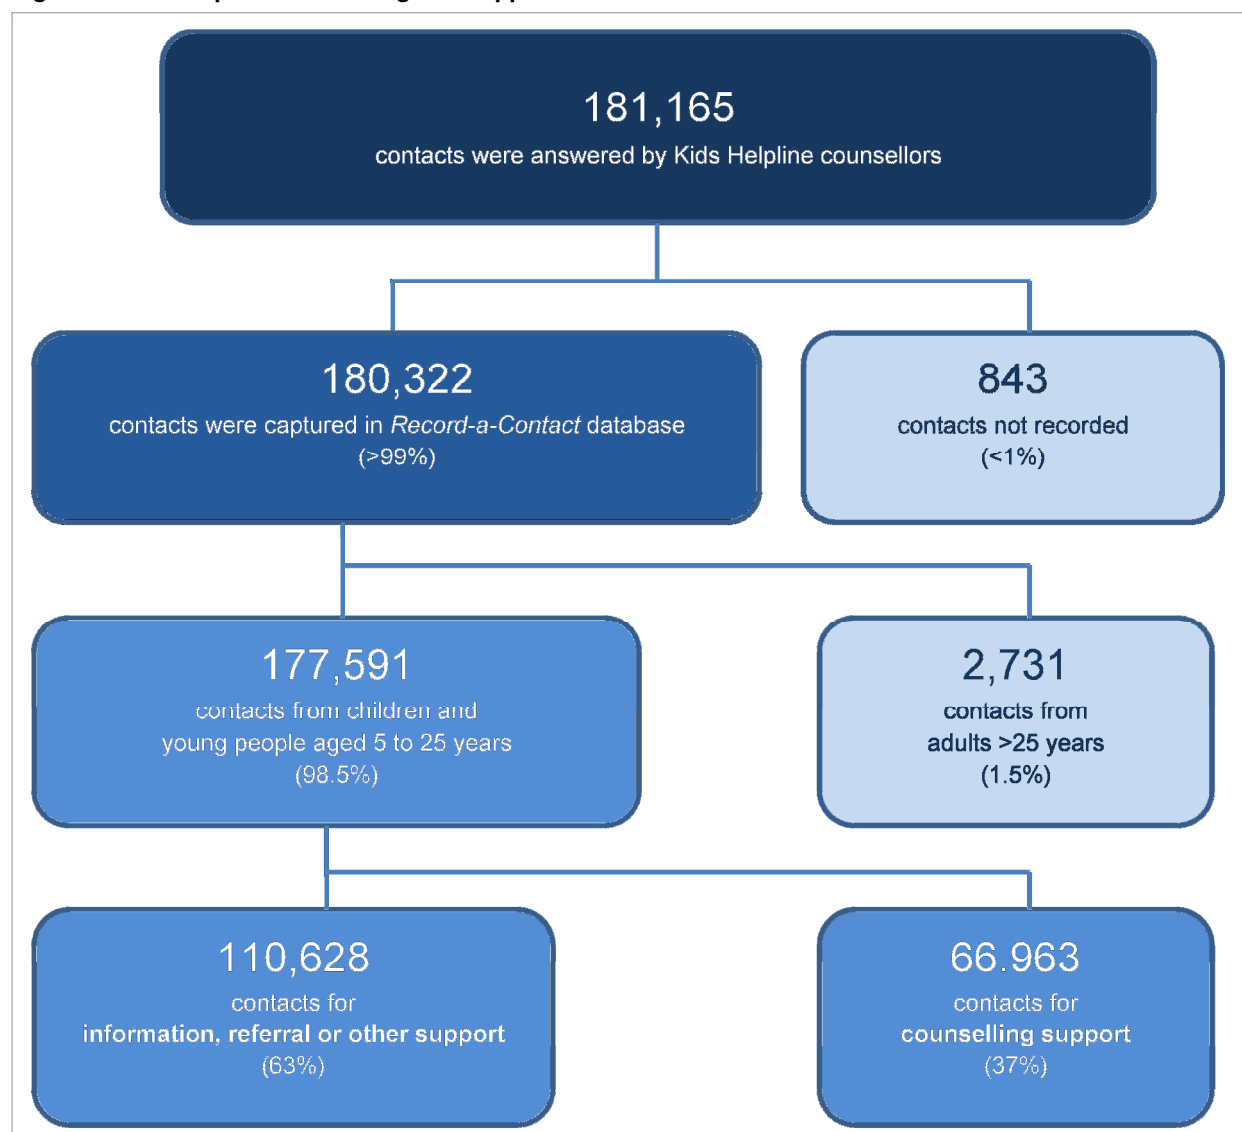 181,165
contacts were answered by Kids Helpline counsellors
180,322
contacts were captured in Record-a-Contact database
(>99%)
843
contacts not recorded
(<1%)
177,591
contacts from children and
young people aged 5 to 25 years
(98.5%)
2,731
contacts from
adults >25 years
(1.5%)
110,628
contacts for
information, referral or other support
(63%)
66.963
contacts for
counselling support
(37%)